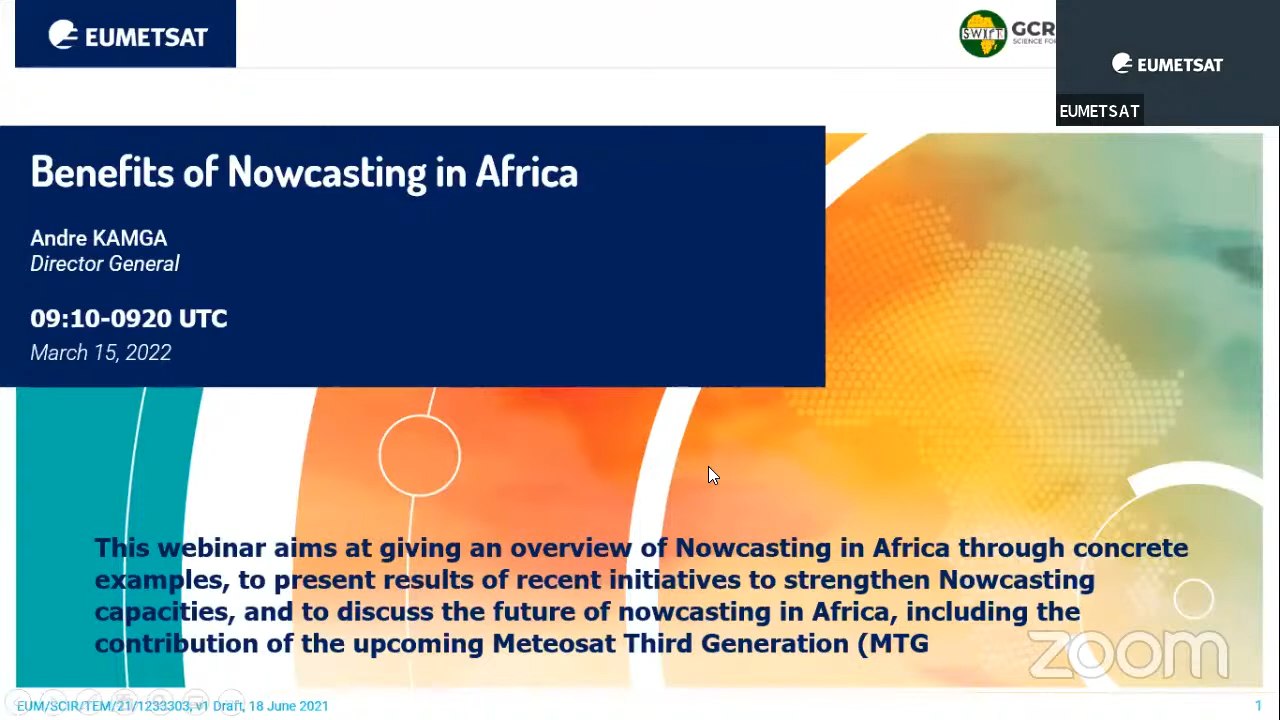 EUMETSAT
SWIFT
GCR
SCIENCE FO
EUMETSAT
EUMETSAT
Benefits of Nowcasting in Africa
Andre KAMGA
Director General
09:10-0920 UTC
March 15, 2022
This webinar aims at giving an overview of Nowcasting in Africa through concrete
examples, to present results of recent initiatives to strengthen Nowcasting
capacities, and to discuss the future of nowcasting in Africa, including the
contribution of the upcoming Meteosat Third Generation (MTG
zoom
EUM/SCIR/TEM/21/1233303, v1 Draft, 18 June 2021
1